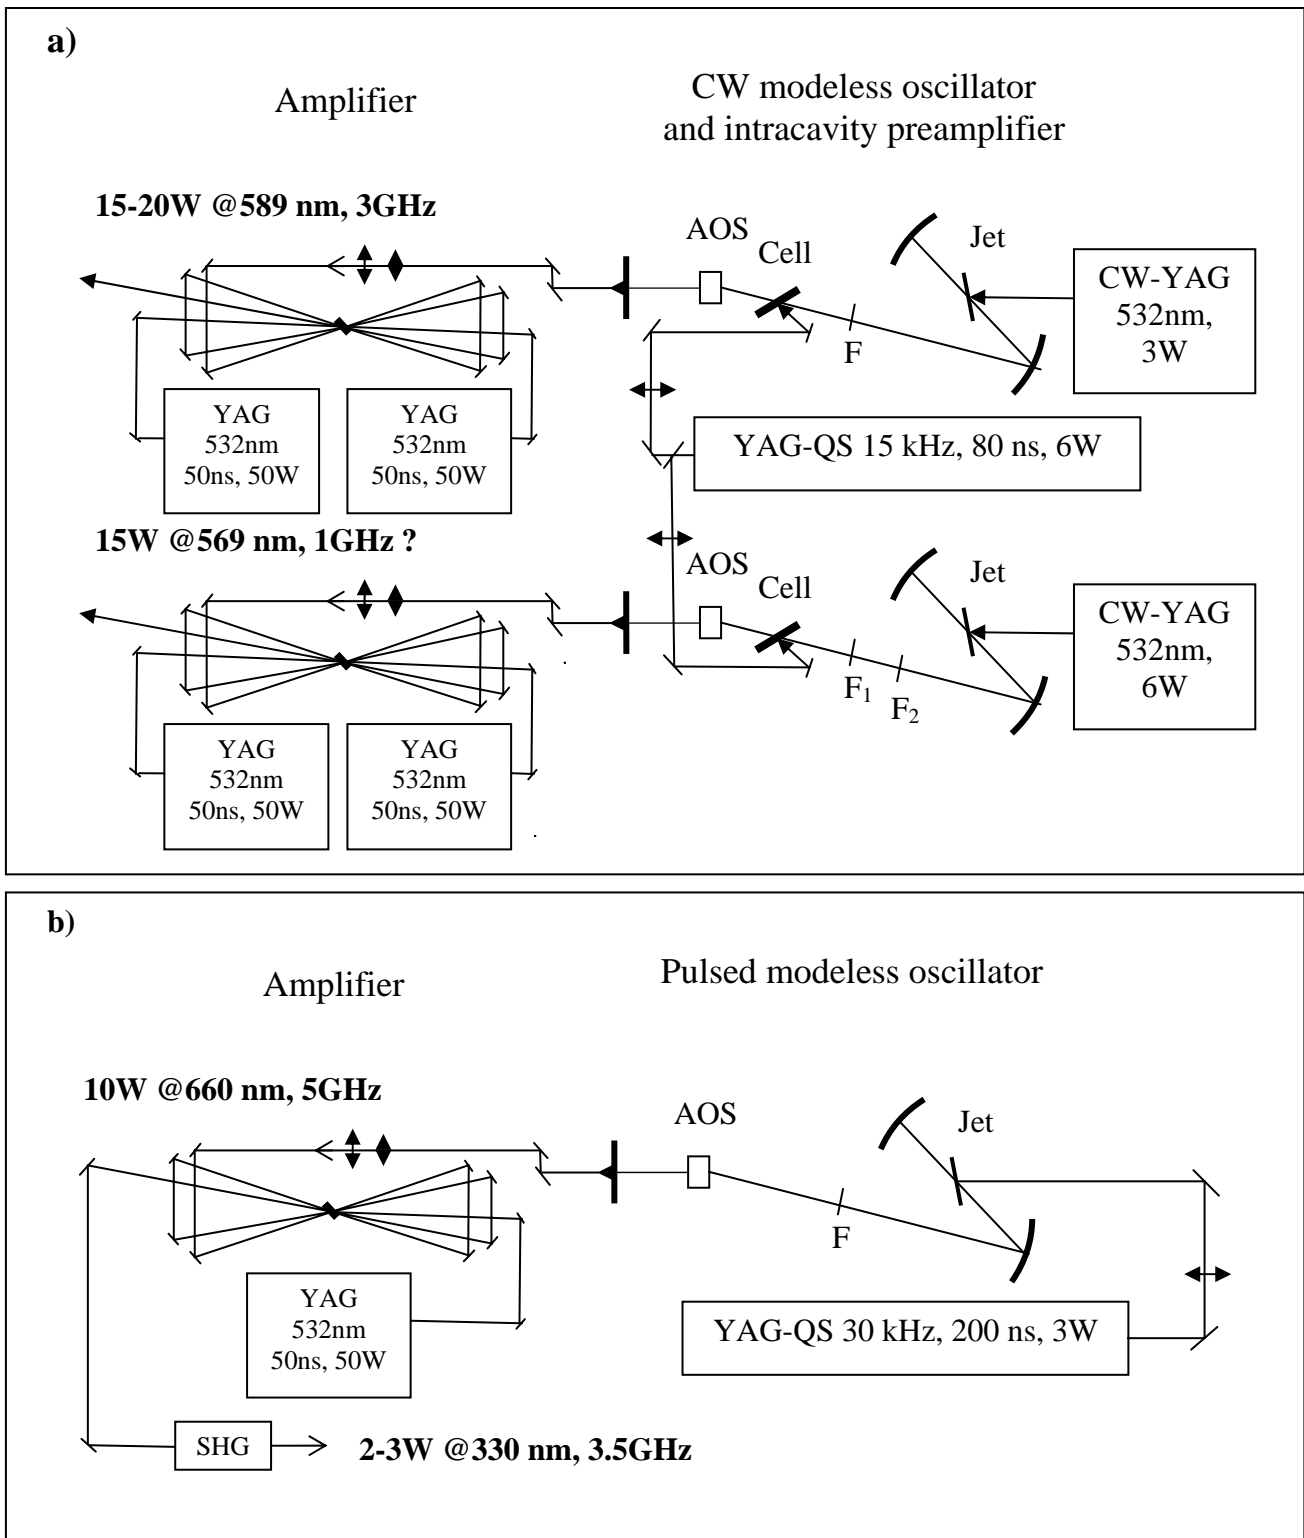 a)
Amplifier
CW modeless oscillator
and intracavity preamplifier
15-20W @589 nm, 3GHz
AOS
Cell
Jet
F
CW-YAG
532nm,
3W
YAG
532nm
50ns, 50W
YAG
532nm
50ns, 50W
YAG-QS 15 kHz, 80 ns, 6W
15W @569 nm, 1GHz ?
AOS
Cell
Jet
F1
F2
CW-YAG
532nm,
6W
YAG
532nm
50ns, 50W
YAG
532nm
50ns, 50W
b)
Amplifier
Pulsed modeless oscillator
10W @660 nm, 5GHz
AOS
Jet
F
YAG
532nm
50ns, 50W
YAG-QS 30 kHz, 200 ns, 3W
SHG
2-3W @330 nm, 3.5GHz